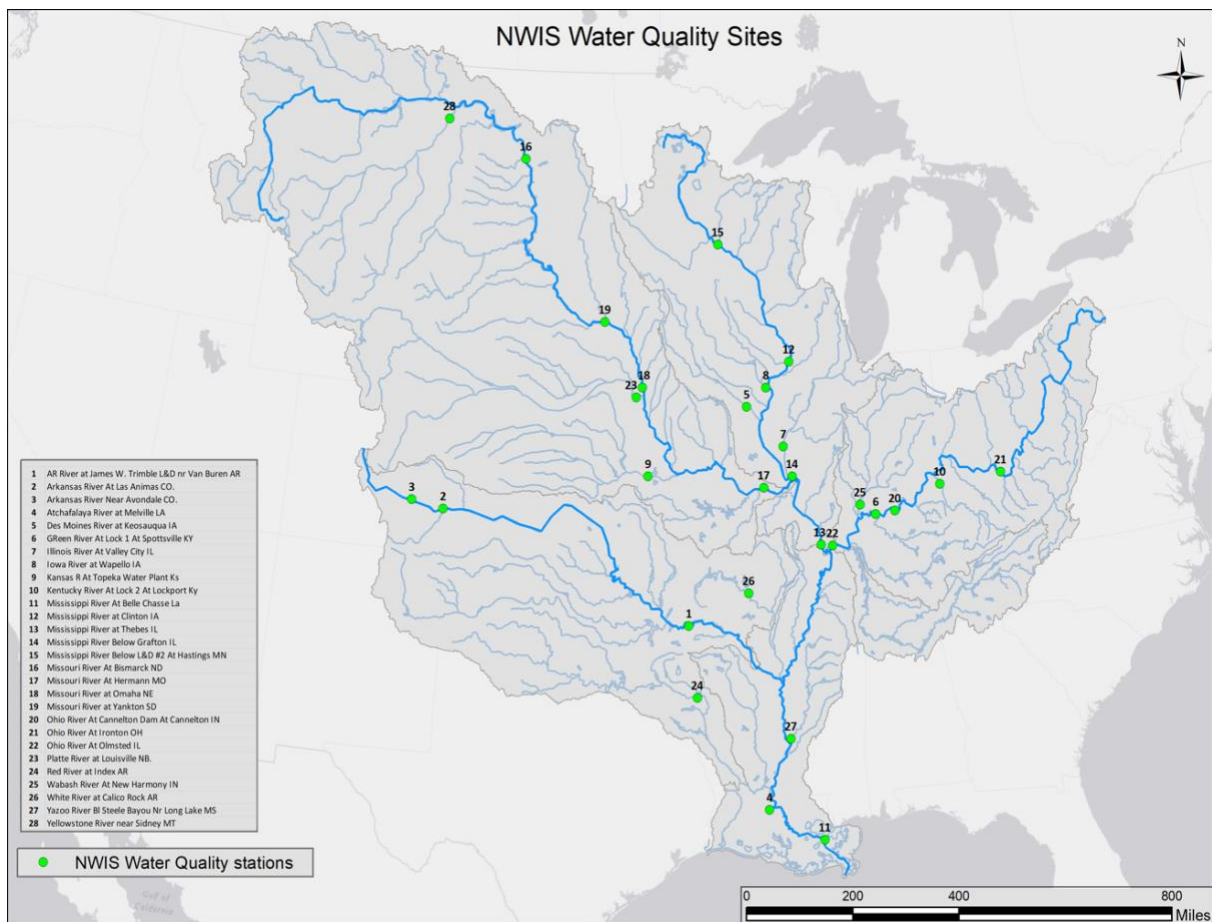 NWIS Water Quality Sites
N
28
16
15
19
12
18
8
23
5
7
21
9
14
10
17
3
2
25
6
20
13
22
26
1
24
27
4
11
1 AR River at James W. Trimble L&D nr Van Buren AR
2 Arkansas River At Las Animas CO.
3 Arkansas River Near Avondale CO.
4 Atchafalaya River at Melville LA
5 Des Moines River at Keosauqua IA
6 GReen River At Lock 1 At Spottsville KY
7 Illinois River At Valley City IL
8 Iowa River at Wapello IA
9 Kansas R At Topeka Water Plant Ks
10 Kentucky River At Lock 2 At Lockport Ky
11 Mississippi River At Belle Chasse La
12 Mississippi River at Clinton IA
13 Mississippi River at Thebes IL
14 Mississippi River Below Grafton IL
15 Mississippi River Below L&D #2 At Hastings MN
16 Missouri River At Bismarck ND
17 Missouri River At Hermann MO
18 Missouri River at Omaha NE
19 Missouri River at Yankton SD
20 Ohio River At Cannelton Dam At Cannelton IN
21 Ohio River At Ironton OH
22 Ohio River At Olmsted IL
23 Platte River at Louisville NB.
24 Red River at Index AR
25 Wabash River At New Harmony IN
26 White River at Calico Rock AR
27 Yazoo River Bl Steele Bayou Nr Long Lake MS
28 Yellowstone River near Sidney MT
NWIS Water Quality stations
Gulf of
California
0 200 400 800
Miles